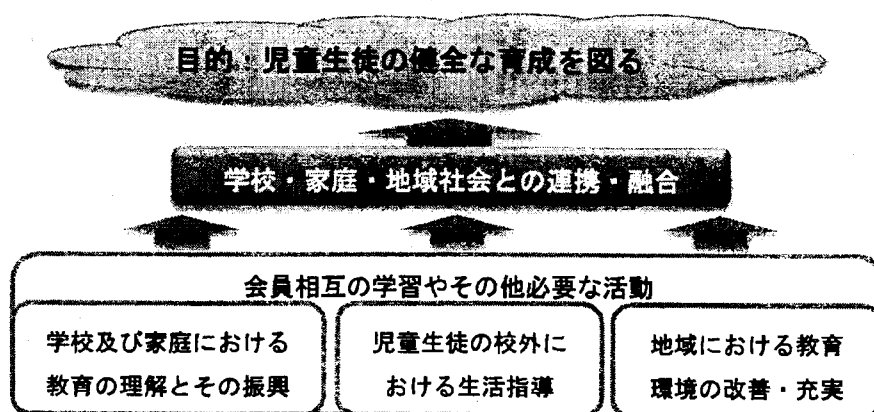 目的：児童生徒の健全な育成を図る
学校・家庭・地域社会との連携・融合
会員相互の学習やその他必要な活動
学校及び家庭における
教育の理解とその振興
児童生徒の校外に
おける生活指導
地域における教育
環境の改善・充実